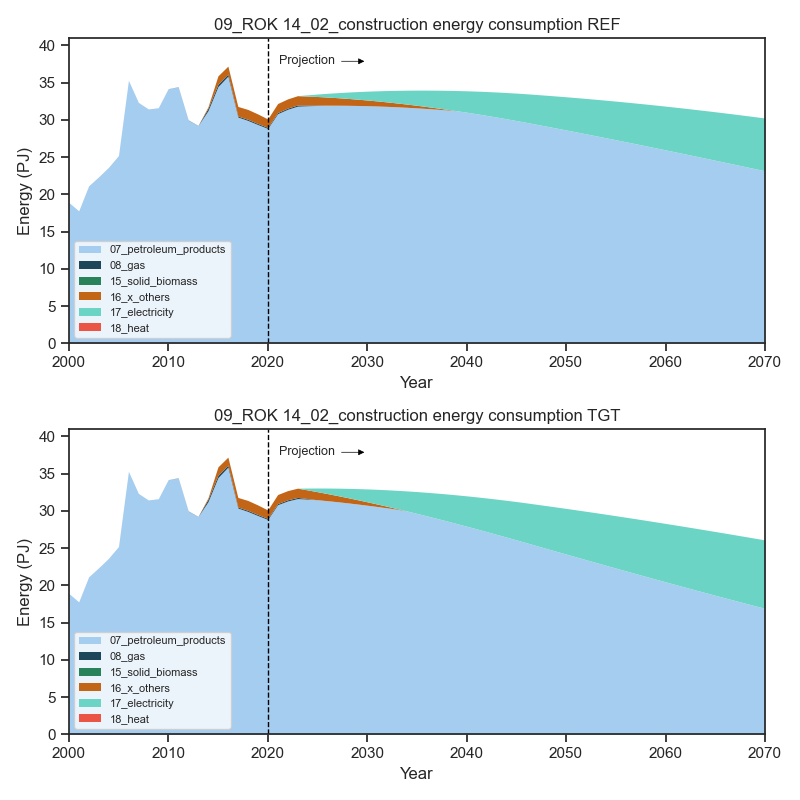 09_ROK 14_02_construction energy consumption REF
40
35
30
25
20
15
10
5
0
Energy (PJ)
Projection
07_petroleum_products
08_gas
15_solid_biomass
16_x_others
17_electricity
18_heat
2000 2010 2020 2030 2040 2050 2060 2070
Year
09_ROK 14_02_construction energy consumption TGT
40
35
30
25
20
15
10
5
0
Energy (PJ)
Projection
07_petroleum_products
08_gas
15_solid_biomass
16_x_others
17_electricity
18_heat
2000 2010 2020 2030 2040 2050 2060 2070
Year